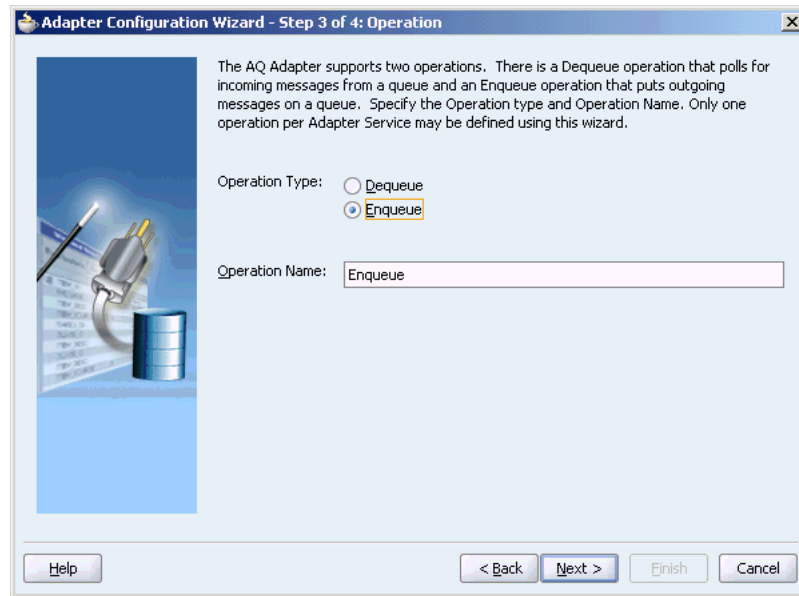 Adapter Configuration Wizard - Step 3 of 4: Operation
The AQ Adapter supports two operations. There is a Dequeue operation that polls for
incoming messages from a queue and an Enqueue operation that puts outgoing
messages on a queue. Specify the Operation type and Operation Name. Only one
operation per Adapter Service may be defined using this wizard.
Operation Type:
Dequeue
Enqueue
Operation Name:
Enqueue
Help
< Back
Next >
Finish
Cancel